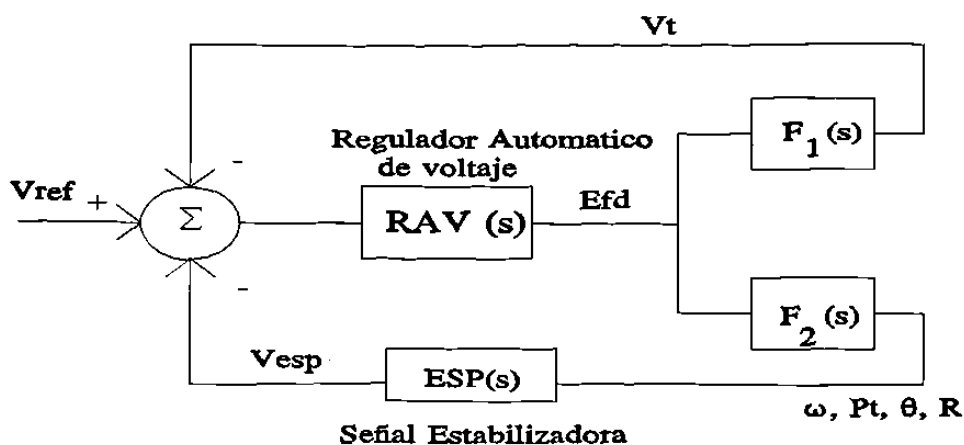 Vt
F1(s)
Regulador Automatico
de voltaje
-
Vref +
Σ
RAV (s)
Efd
-
F2(s)
Vesp
ESP(s)
ω, Pt, θ, R
Señal Estabilizadora